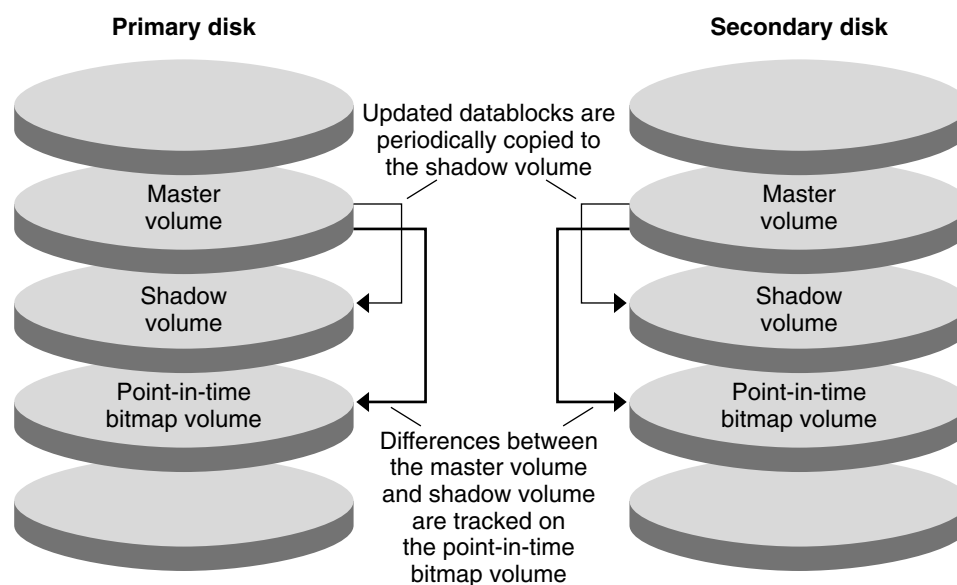 Primary disk
Secondary disk
Updated datablocks are
periodically copied to
the shadow volume
Master
volume
Master
volume
Shadow
volume
Shadow
volume
Point-in-time
bitmap volume
Point-in-time
bitmap volume
Differences between
the master volume
and shadow volume
are tracked on
the point-in-time
bitmap volume